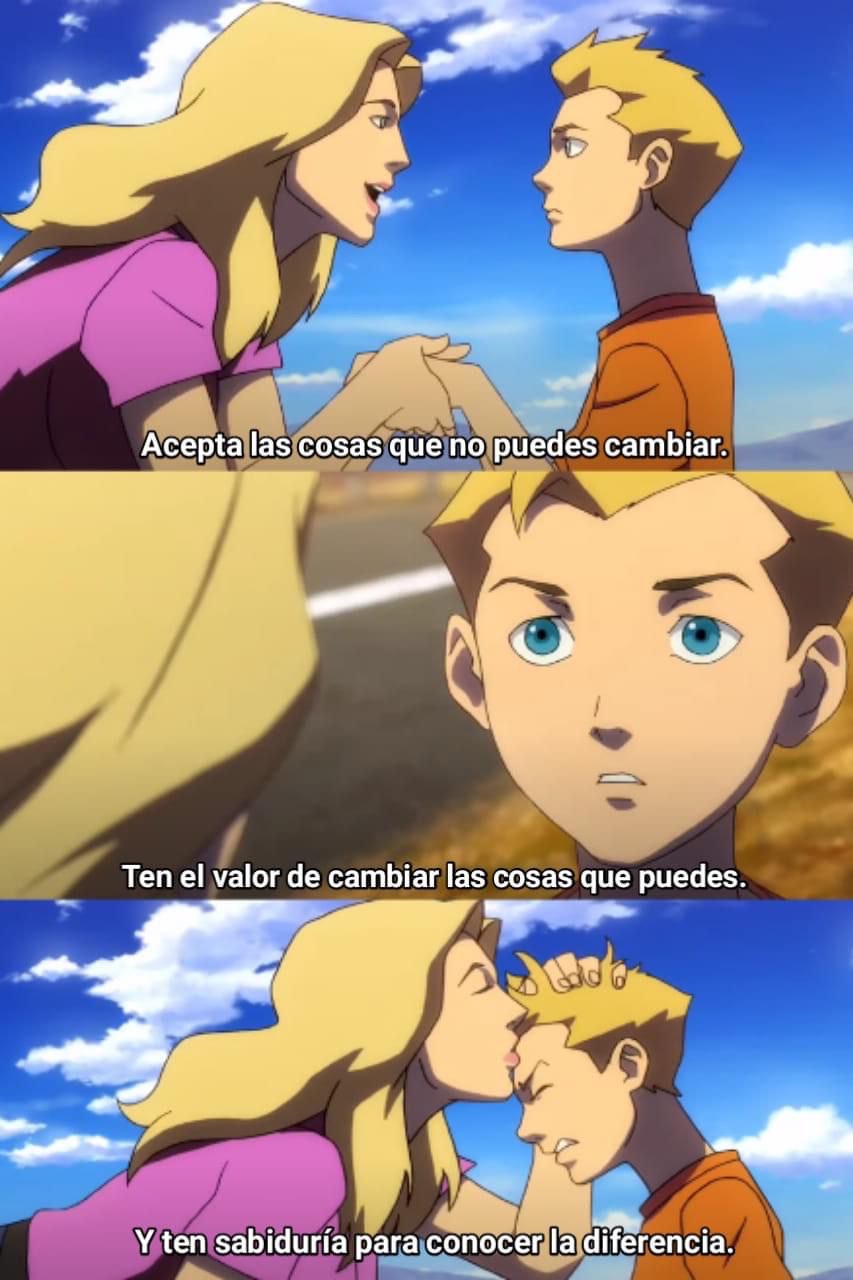 Acepta las cosas que no puedes cambiar.
Ten el valor de cambiar las cosas que puedes.
Y ten sabiduría para conocer la diferencia.